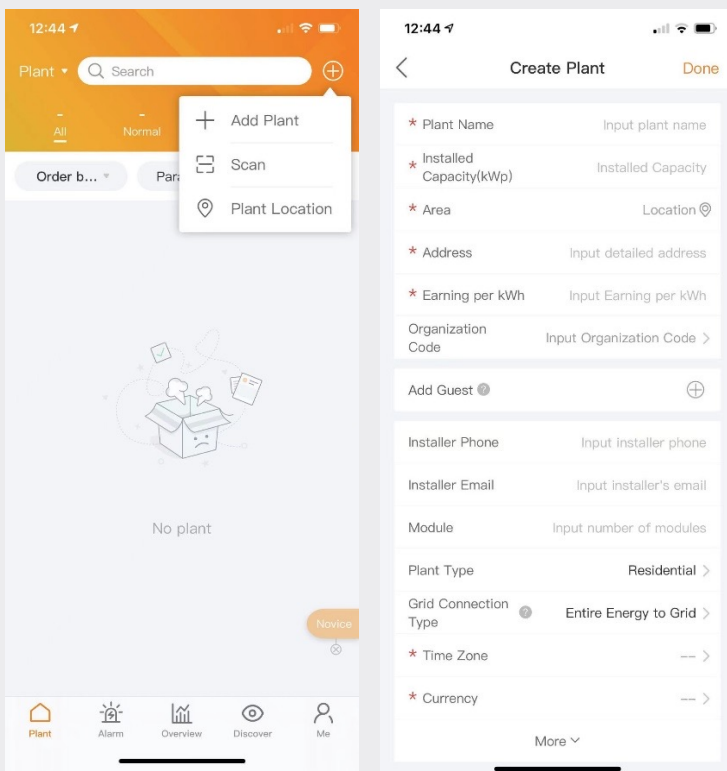 12:44
Plant
Search
-
-
All
Normal
Add Plant
Scan
Plant Location
Order b...
Para
No plant
Novice
Plant
Alarm
Overview
Discover
Me
12:44
Create Plant
Done
* Plant Name
Input plant name
* Installed
Capacity(kWp)
Installed Capacity
* Area
Location
* Address
Input detailed address
* Earning per kWh
Input Earning per kWh
Organization
Code
Input Organization Code >
Add Guest ?
Installer Phone
Input installer phone
Installer Email
Input installer's email
Module
Input number of modules
Plant Type
Residential >
Grid Connection
Type ?
Entire Energy to Grid >
* Time Zone
-- >
* Currency
-- >
More